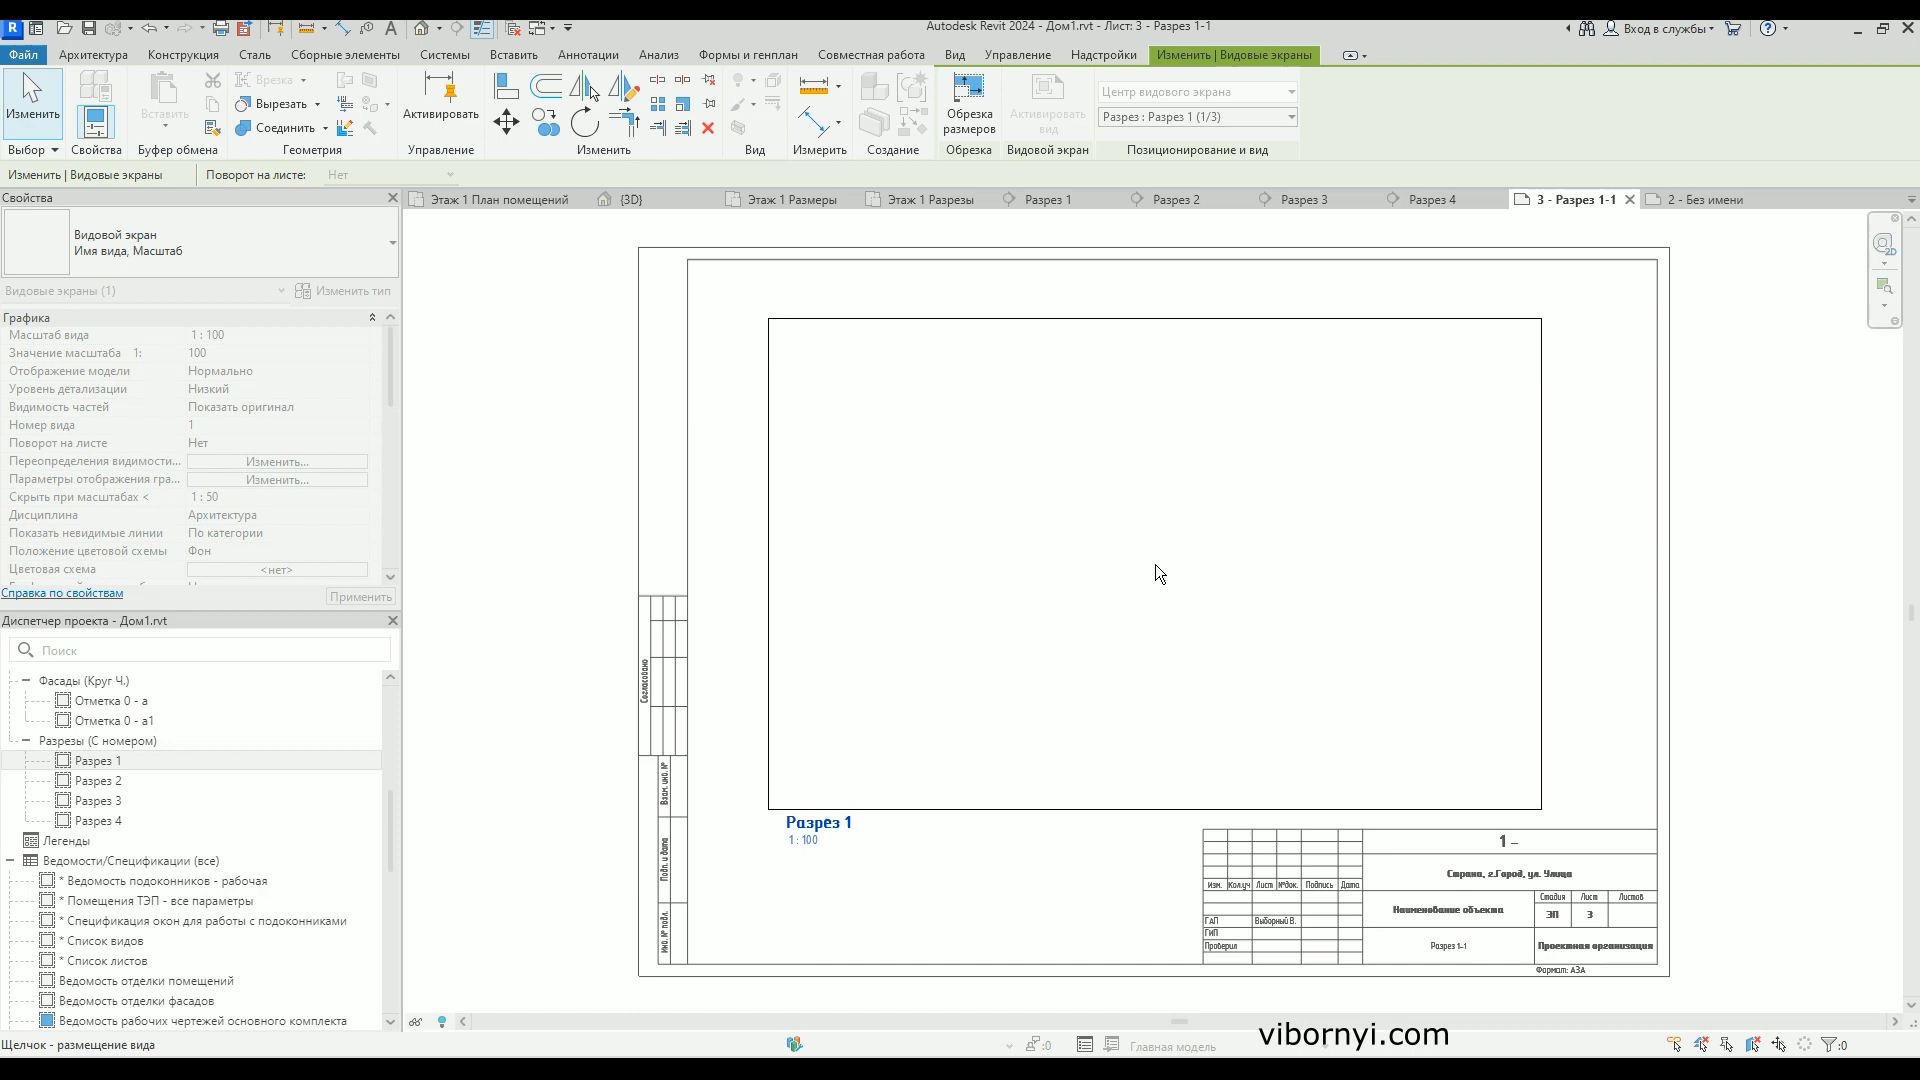 Autodesk Revit 2024 - Дом1.rvt - Лист: 3 - Разрез 1-1
Вход в службы
Файл Архитектура Конструкция Сталь Сборные элементы Системы Вставить Аннотации Анализ Формы и генплан Совместная работа Вид Управление Надстройки Изменить | Видовые экраны
Изменить
Вставить
Врезка
Вырезать
Соединить
Активировать
Обрезка размеров
Активировать вид
Центр видового экрана
Разрез : Разрез 1 (1/3)
Выбор Свойства Буфер обмена Геометрия Управление Изменить Вид Измерить Создание Обрезка Видовой экран Позиционирование и вид
Изменить | Видовые экраны Поворот на листе: Нет
Свойства
Этаж 1 План помещений {3D} Этаж 1 Размеры Этаж 1 Разрезы Разрез 1 Разрез 2 Разрез 3 Разрез 4 3 - Разрез 1-1 2 - Без имени
Видовой экран
Имя вида, Масштаб
Видовые экраны (1) Изменить тип
Графика
Масштаб вида 1 : 100
Значение масштаба 1: 100
Отображение модели Нормально
Уровень детализации Низкий
Видимость частей Показать оригинал
Номер вида 1
Поворот на листе Нет
Переопределения видимости... Изменить...
Параметры отображения гра... Изменить...
Скрыть при масштабах < 1 : 50
Дисциплина Архитектура
Показать невидимые линии По категории
Положение цветовой схемы Фон
Цветовая схема <нет>
Справка по свойствам Применить
Диспетчер проекта - Дом1.rvt
Поиск
Фасады (Круг Ч.)
Отметка 0 - а
Отметка 0 - а1
Разрезы (С номером)
Разрез 1
Разрез 2
Разрез 3
Разрез 4
Легенды
Ведомости/Спецификации (все)
* Ведомость подоконников - рабочая
* Помещения ТЭП - все параметры
* Спецификация окон для работы с подоконниками
* Список видов
* Список листов
Ведомость отделки помещений
Ведомость отделки фасадов
Ведомость рабочих чертежей основного комплекта
Согласовано
Взам. инв. №
Подп. и дата
Инв. № подл.
Разрез 1
1 : 100
1 –
Страна, г.Город, ул. Улица
Изм. Кол.уч Лист №док. Подпись Дата
Наименование объекта
Стадия Лист Листов
ЭП 3
ГАП Выборный В.
ГИП
Проверил
Разрез 1-1
Проектная организация
Формат: А3А
2D
Щелчок - размещение вида
:0
Главная модель
vibornyi.com
:0